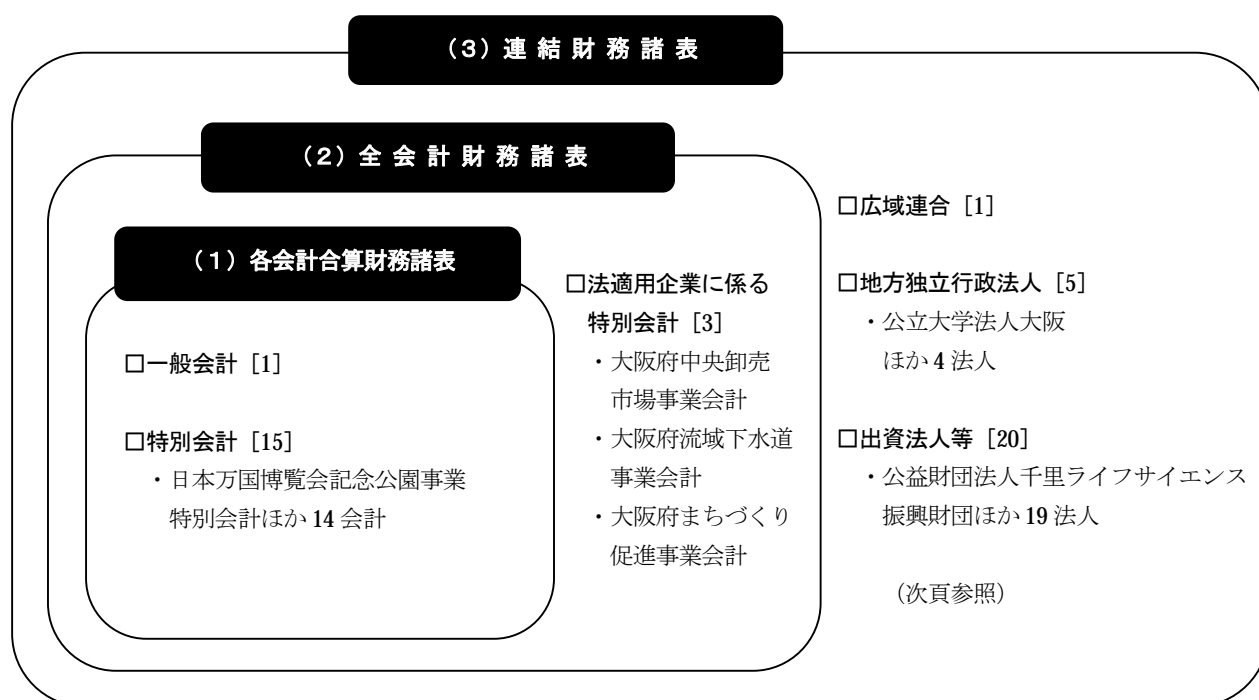 （３）連結財務諸表
（２）全会計財務諸表
（１）各会計合算財務諸表
□一般会計［1］
□特別会計［15］
・日本万国博覧会記念公園事業
特別会計ほか 14 会計
□法適用企業に係る
特別会計［3］
・大阪府中央卸売
市場事業会計
・大阪府流域下水道
事業会計
・大阪府まちづくり
促進事業会計
□広域連合［1］
□地方独立行政法人［5］
・公立大学法人大阪
ほか 4 法人
□出資法人等［20］
・公益財団法人千里ライフサイエンス
振興財団ほか 19 法人
（次頁参照）